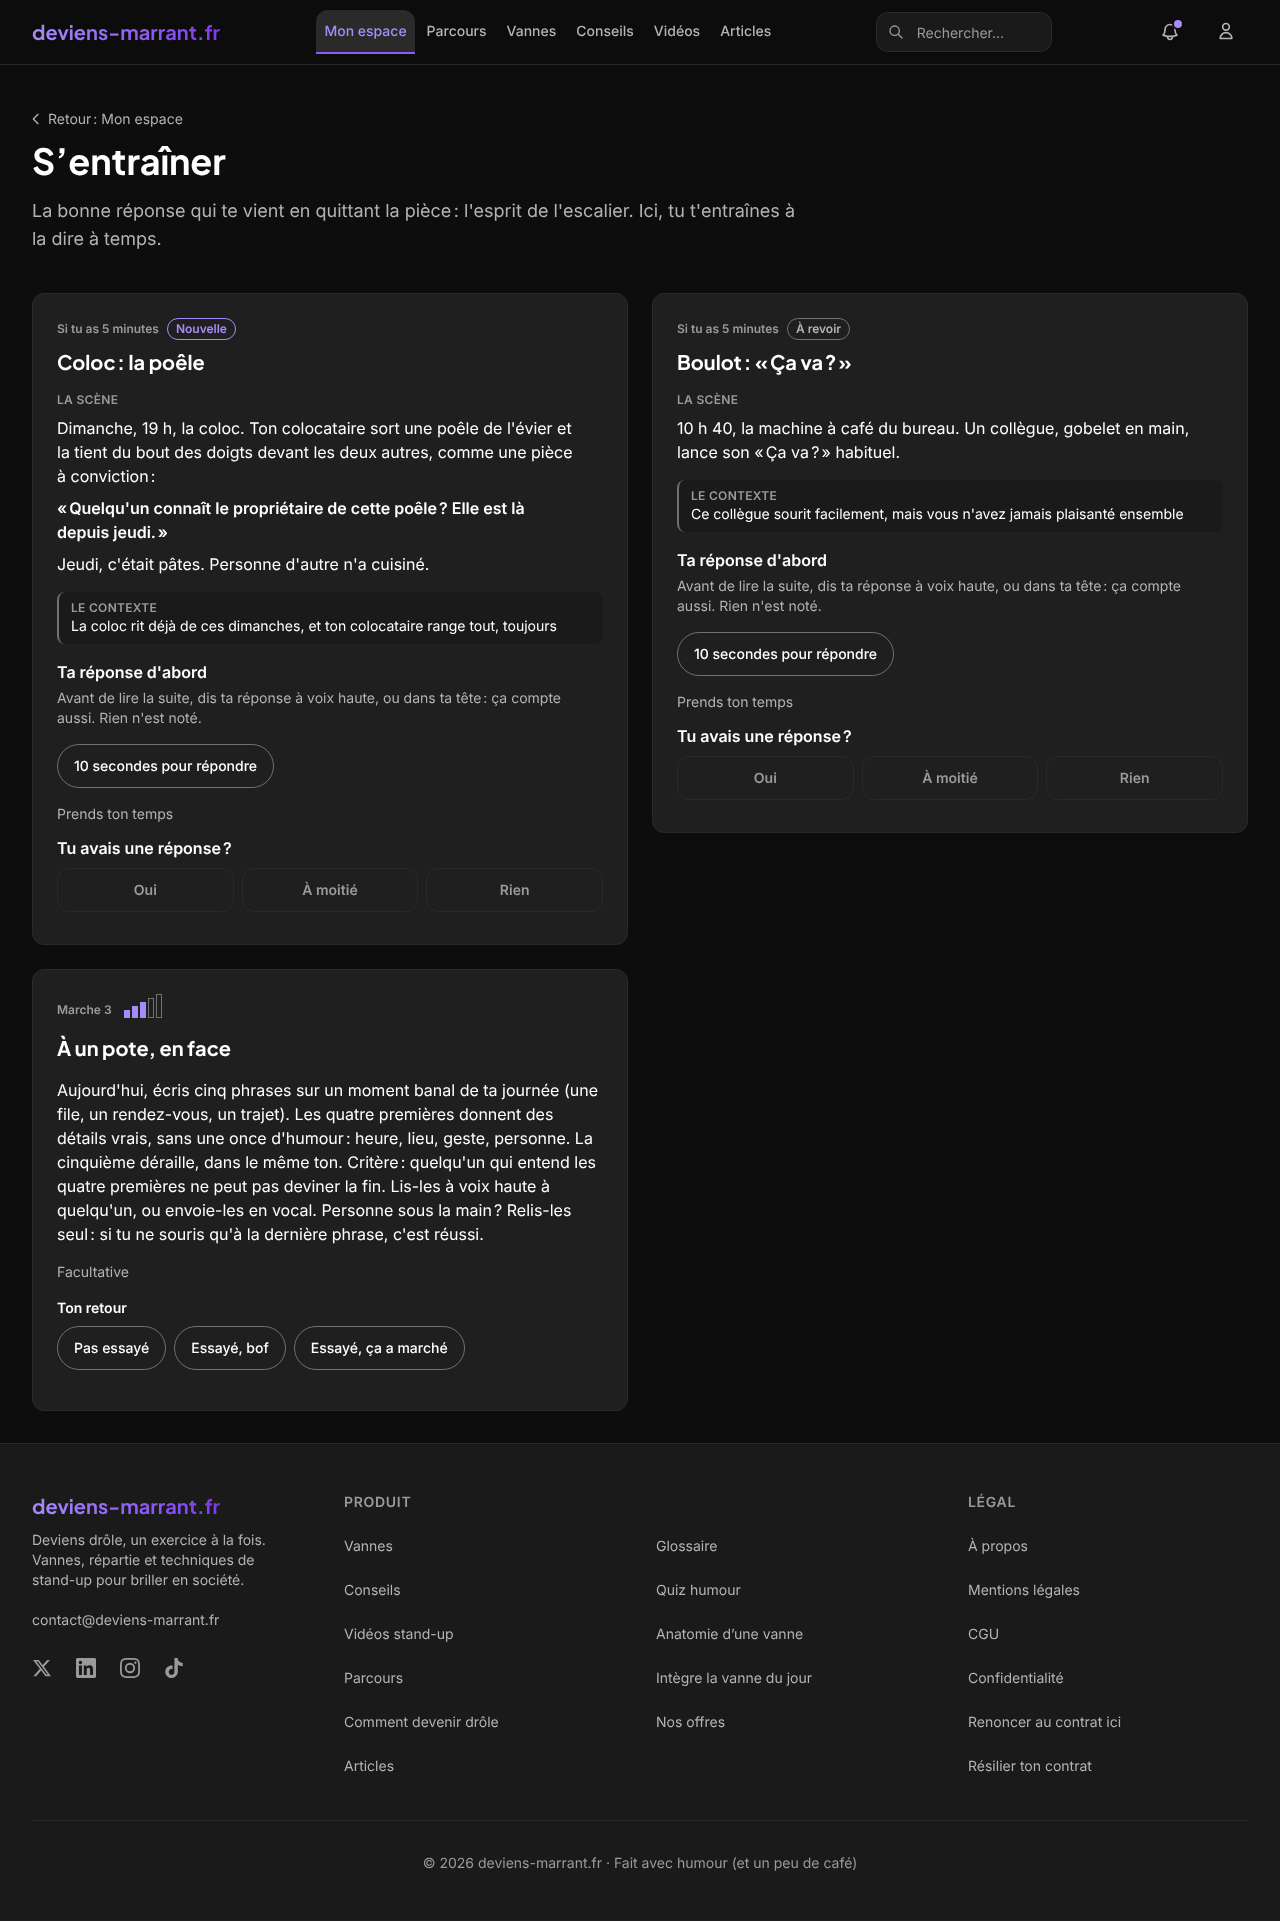 deviens-marrant.fr
Mon espace
Parcours
Vannes
Conseils
Vidéos
Articles
Rechercher...
Retour : Mon espace
S’entraîner
La bonne réponse qui te vient en quittant la pièce : l'esprit de l'escalier. Ici, tu t'entraînes à
la dire à temps.
Si tu as 5 minutes
Nouvelle
Coloc : la poêle
LA SCÈNE
Dimanche, 19 h, la coloc. Ton colocataire sort une poêle de l'évier et
la tient du bout des doigts devant les deux autres, comme une pièce
à conviction :
« Quelqu'un connaît le propriétaire de cette poêle ? Elle est là
depuis jeudi. »
Jeudi, c'était pâtes. Personne d'autre n'a cuisiné.
LE CONTEXTE
La coloc rit déjà de ces dimanches, et ton colocataire range tout, toujours
Ta réponse d'abord
Avant de lire la suite, dis ta réponse à voix haute, ou dans ta tête : ça compte
aussi. Rien n'est noté.
10 secondes pour répondre
Prends ton temps
Tu avais une réponse ?
Oui
À moitié
Rien
Si tu as 5 minutes
À revoir
Boulot : « Ça va ? »
LA SCÈNE
10 h 40, la machine à café du bureau. Un collègue, gobelet en main,
lance son « Ça va ? » habituel.
LE CONTEXTE
Ce collègue sourit facilement, mais vous n'avez jamais plaisanté ensemble
Ta réponse d'abord
Avant de lire la suite, dis ta réponse à voix haute, ou dans ta tête : ça compte
aussi. Rien n'est noté.
10 secondes pour répondre
Prends ton temps
Tu avais une réponse ?
Oui
À moitié
Rien
Marche 3
À un pote, en face
Aujourd'hui, écris cinq phrases sur un moment banal de ta journée (une
file, un rendez-vous, un trajet). Les quatre premières donnent des
détails vrais, sans une once d'humour : heure, lieu, geste, personne. La
cinquième déraille, dans le même ton. Critère : quelqu'un qui entend les
quatre premières ne peut pas deviner la fin. Lis-les à voix haute à
quelqu'un, ou envoie-les en vocal. Personne sous la main ? Relis-les
seul : si tu ne souris qu'à la dernière phrase, c'est réussi.
Facultative
Ton retour
Pas essayé
Essayé, bof
Essayé, ça a marché
deviens-marrant.fr
Deviens drôle, un exercice à la fois.
Vannes, répartie et techniques de
stand-up pour briller en société.
contact@deviens-marrant.fr
PRODUIT
Vannes
Conseils
Vidéos stand-up
Parcours
Comment devenir drôle
Articles
Glossaire
Quiz humour
Anatomie d’une vanne
Intègre la vanne du jour
Nos offres
LÉGAL
À propos
Mentions légales
CGU
Confidentialité
Renoncer au contrat ici
Résilier ton contrat
© 2026 deviens-marrant.fr · Fait avec humour (et un peu de café)